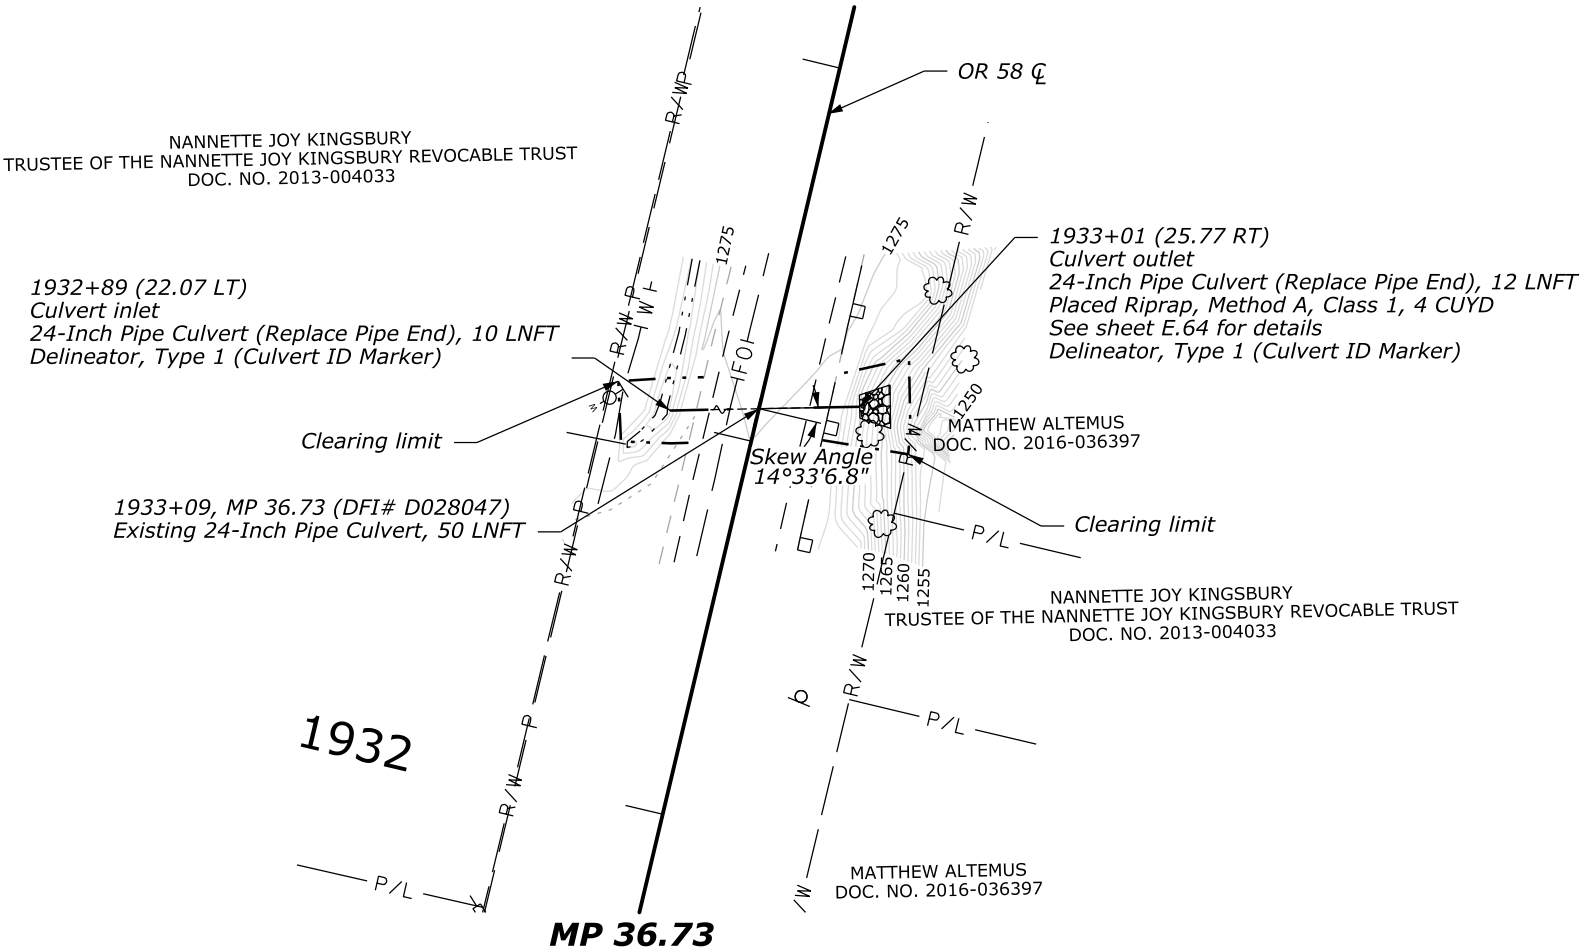 OR 58 ℄
R/W
P
NANNETTE JOY KINGSBURY
TRUSTEE OF THE NANNETTE JOY KINGSBURY REVOCABLE TRUST
DOC. NO. 2013-004033
R/W
1275
1275
1933+01 (25.77 RT)
Culvert outlet
24-Inch Pipe Culvert (Replace Pipe End), 12 LNFT
Placed Riprap, Method A, Class 1, 4 CUYD
See sheet E.64 for details
Delineator, Type 1 (Culvert ID Marker)
1932+89 (22.07 LT)
Culvert inlet
24-Inch Pipe Culvert (Replace Pipe End), 10 LNFT
Delineator, Type 1 (Culvert ID Marker)
P
R/W
W
FO
W
1250
MATTHEW ALTEMUS
DOC. NO. 2016-036397
Clearing limit
R/W
Skew Angle
14°33'6.8"
1933+09, MP 36.73 (DFI# D028047)
Existing 24-Inch Pipe Culvert, 50 LNFT
P
Clearing limit
P/L
R/W
1270
1265
1260
1255
NANNETTE JOY KINGSBURY
TRUSTEE OF THE NANNETTE JOY KINGSBURY REVOCABLE TRUST
DOC. NO. 2013-004033
R/W
P
P/L
1932
R/W
P/L
MATTHEW ALTEMUS
DOC. NO. 2016-036397
/W
MP 36.73